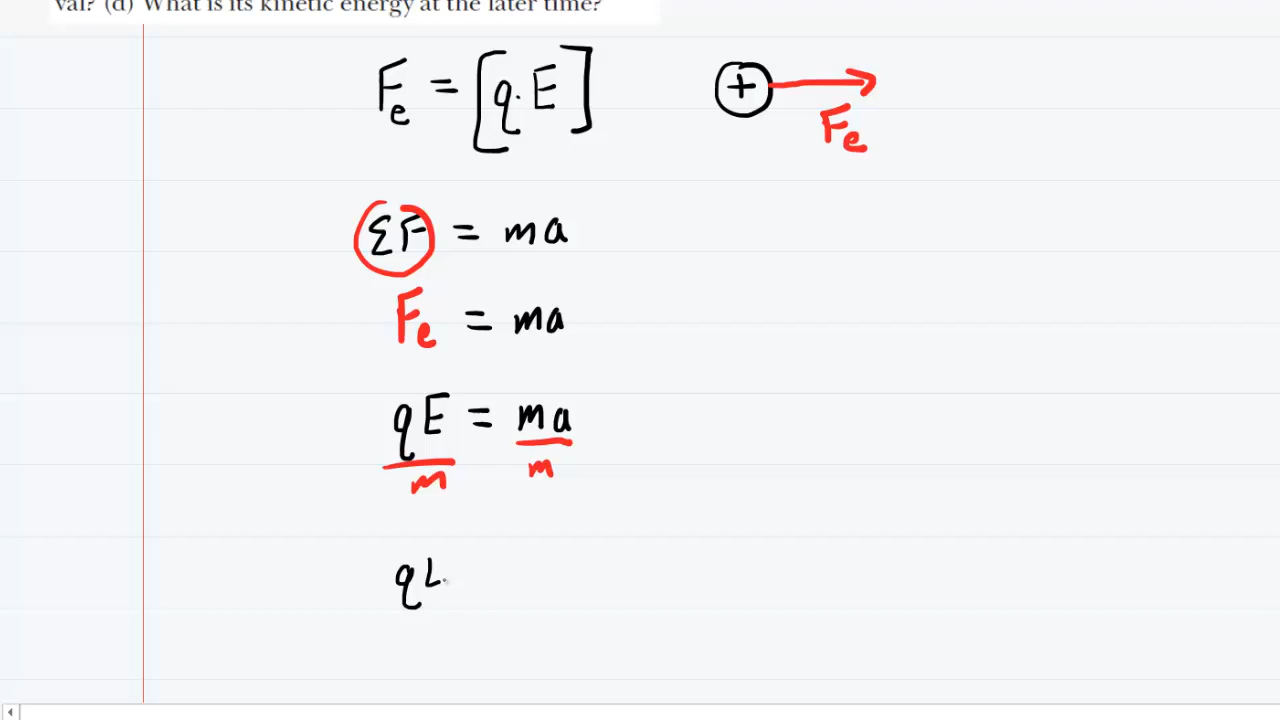 val? (d) What is its kinetic energy at the later time?
Fe = [q·E]
+
Fe
ΣF = ma
Fe = ma
qE = ma
m m
q